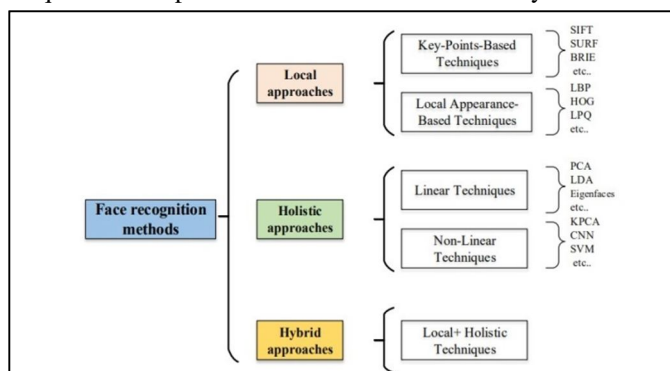 Face recognition
methods
Local
approaches
Key-Points-Based
Techniques
SIFT
SURF
BRIE
etc..
Local Appearance-
Based Techniques
LBP
HOG
LPQ
etc..
Holistic
approaches
Linear Techniques
PCA
LDA
Eigenfaces
etc..
Non-Linear
Techniques
KPCA
CNN
SVM
etc..
Hybrid
approaches
Local+ Holistic
Techniques